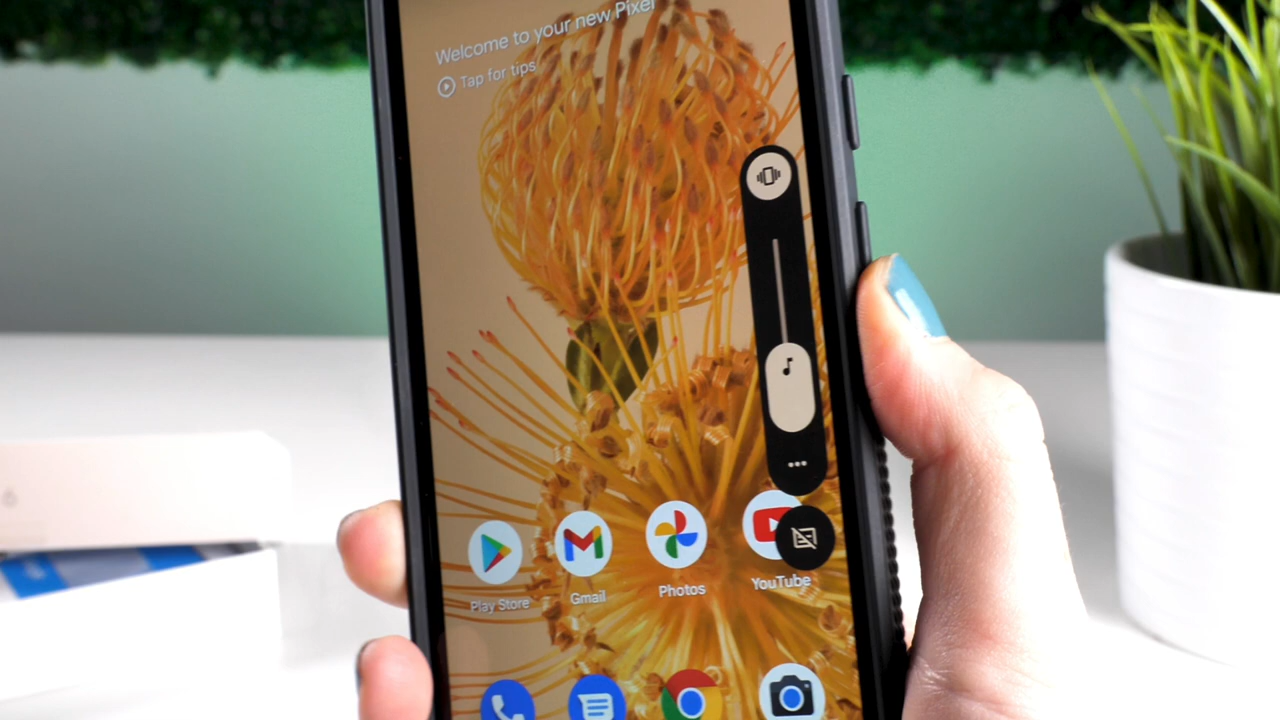 Welcome to your new Pixel
Tap for tips
Play Store
Gmail
Photos
YouTube